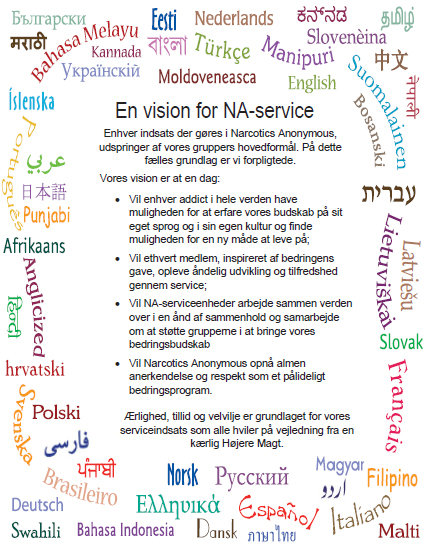 Български
Bahasa Melayu
Eesti
Nederlands
ಕನ್ನಡ
தமிழ்
मराठी
Kannada
বাংলা
Türkçe
Manipuri
Slovenėina
中文
नेपाली
Українскій
Moldoveneasca
English
Suomalainen
Bosanski
Íslenska
Português
عربي
日本語
Punjabi
Afrikaans
Anglicized
हिन्दी
hrvatski
Svenska
Polski
فارسی
ਪੰਜਾਬੀ
Brasileiro
En vision for NA-service
Enhver indsats der gøres i Narcotics Anonymous,
udspringer af vores gruppers hovedformål. På dette
fælles grundlag er vi forpligtede.
Vores vision er at en dag:
• Vil enhver addict i hele verden have
muligheden for at erfare vores budskab på sit
eget sprog og i sin egen kultur og finde
muligheden for en ny måde at leve på;
• Vil ethvert medlem, inspireret af bedringens
gave, opleve åndelig udvikling og tilfredshed
gennem service;
• Vil NA-serviceenheder arbejde sammen verden
over i en ånd af sammenhold og samarbejde
om at støtte grupperne i at bringe vores
bedringsbudskab
• Vil Narcotics Anonymous opnå almen
anerkendelse og respekt som et pålideligt
bedringsprogram.
Ærlighed, tillid og velvilje er grundlaget for vores
serviceindsats som alle hviler på vejledning fra en
kærlig Højere Magt.
עברית
Lietuviškai
Latviešu
Slovak
Français
Norsk
Русский
Magyar
اردو
Filipino
Deutsch
Ελληνικά
Español
Italiano
Swahili
Bahasa Indonesia
Dansk
ภาษาไทย
Malti